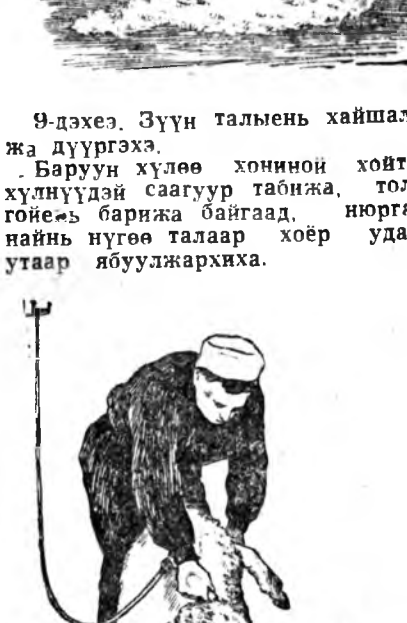 9-дэхеэ. Зүүн талыень хайшал
жа дүүргэхэ.
Баруун хүлөө хониной хойт
хүлнүүдэй саагуур табижа, тол
гойень барижа байгаад, нюрга
найнь нүгөө талаар хоёр уда
утаар ябуулжархиха.